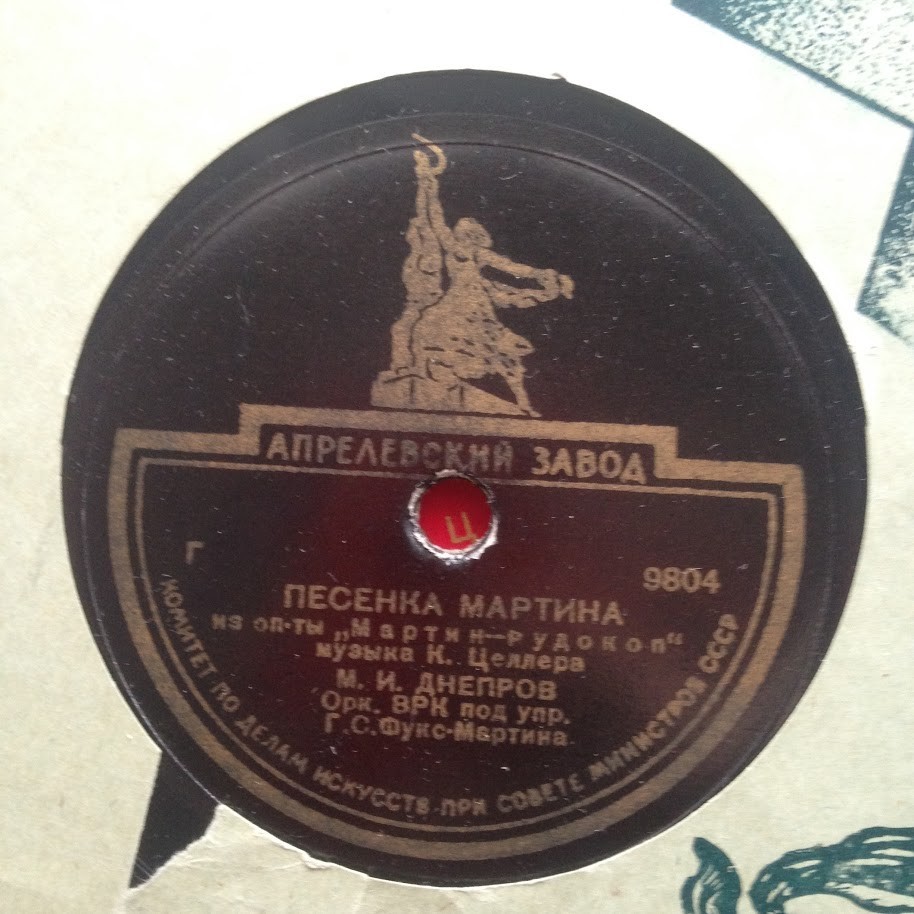 АПРЕЛЕВСКИЙ ЗАВОД
Ц
Г
9804
ПЕСЕНКА МАРТИНА
из оп-ты „Мартин-Рудокоп“
музыка К. Целлера
М. И. ДНЕПРОВ
Орк. ВРК под упр.
Г.С.Фукс-Мартина
КОМИТЕТ ПО ДЕЛАМ ИСКУССТВ ПРИ СОВЕТЕ МИНИСТРОВ СССР